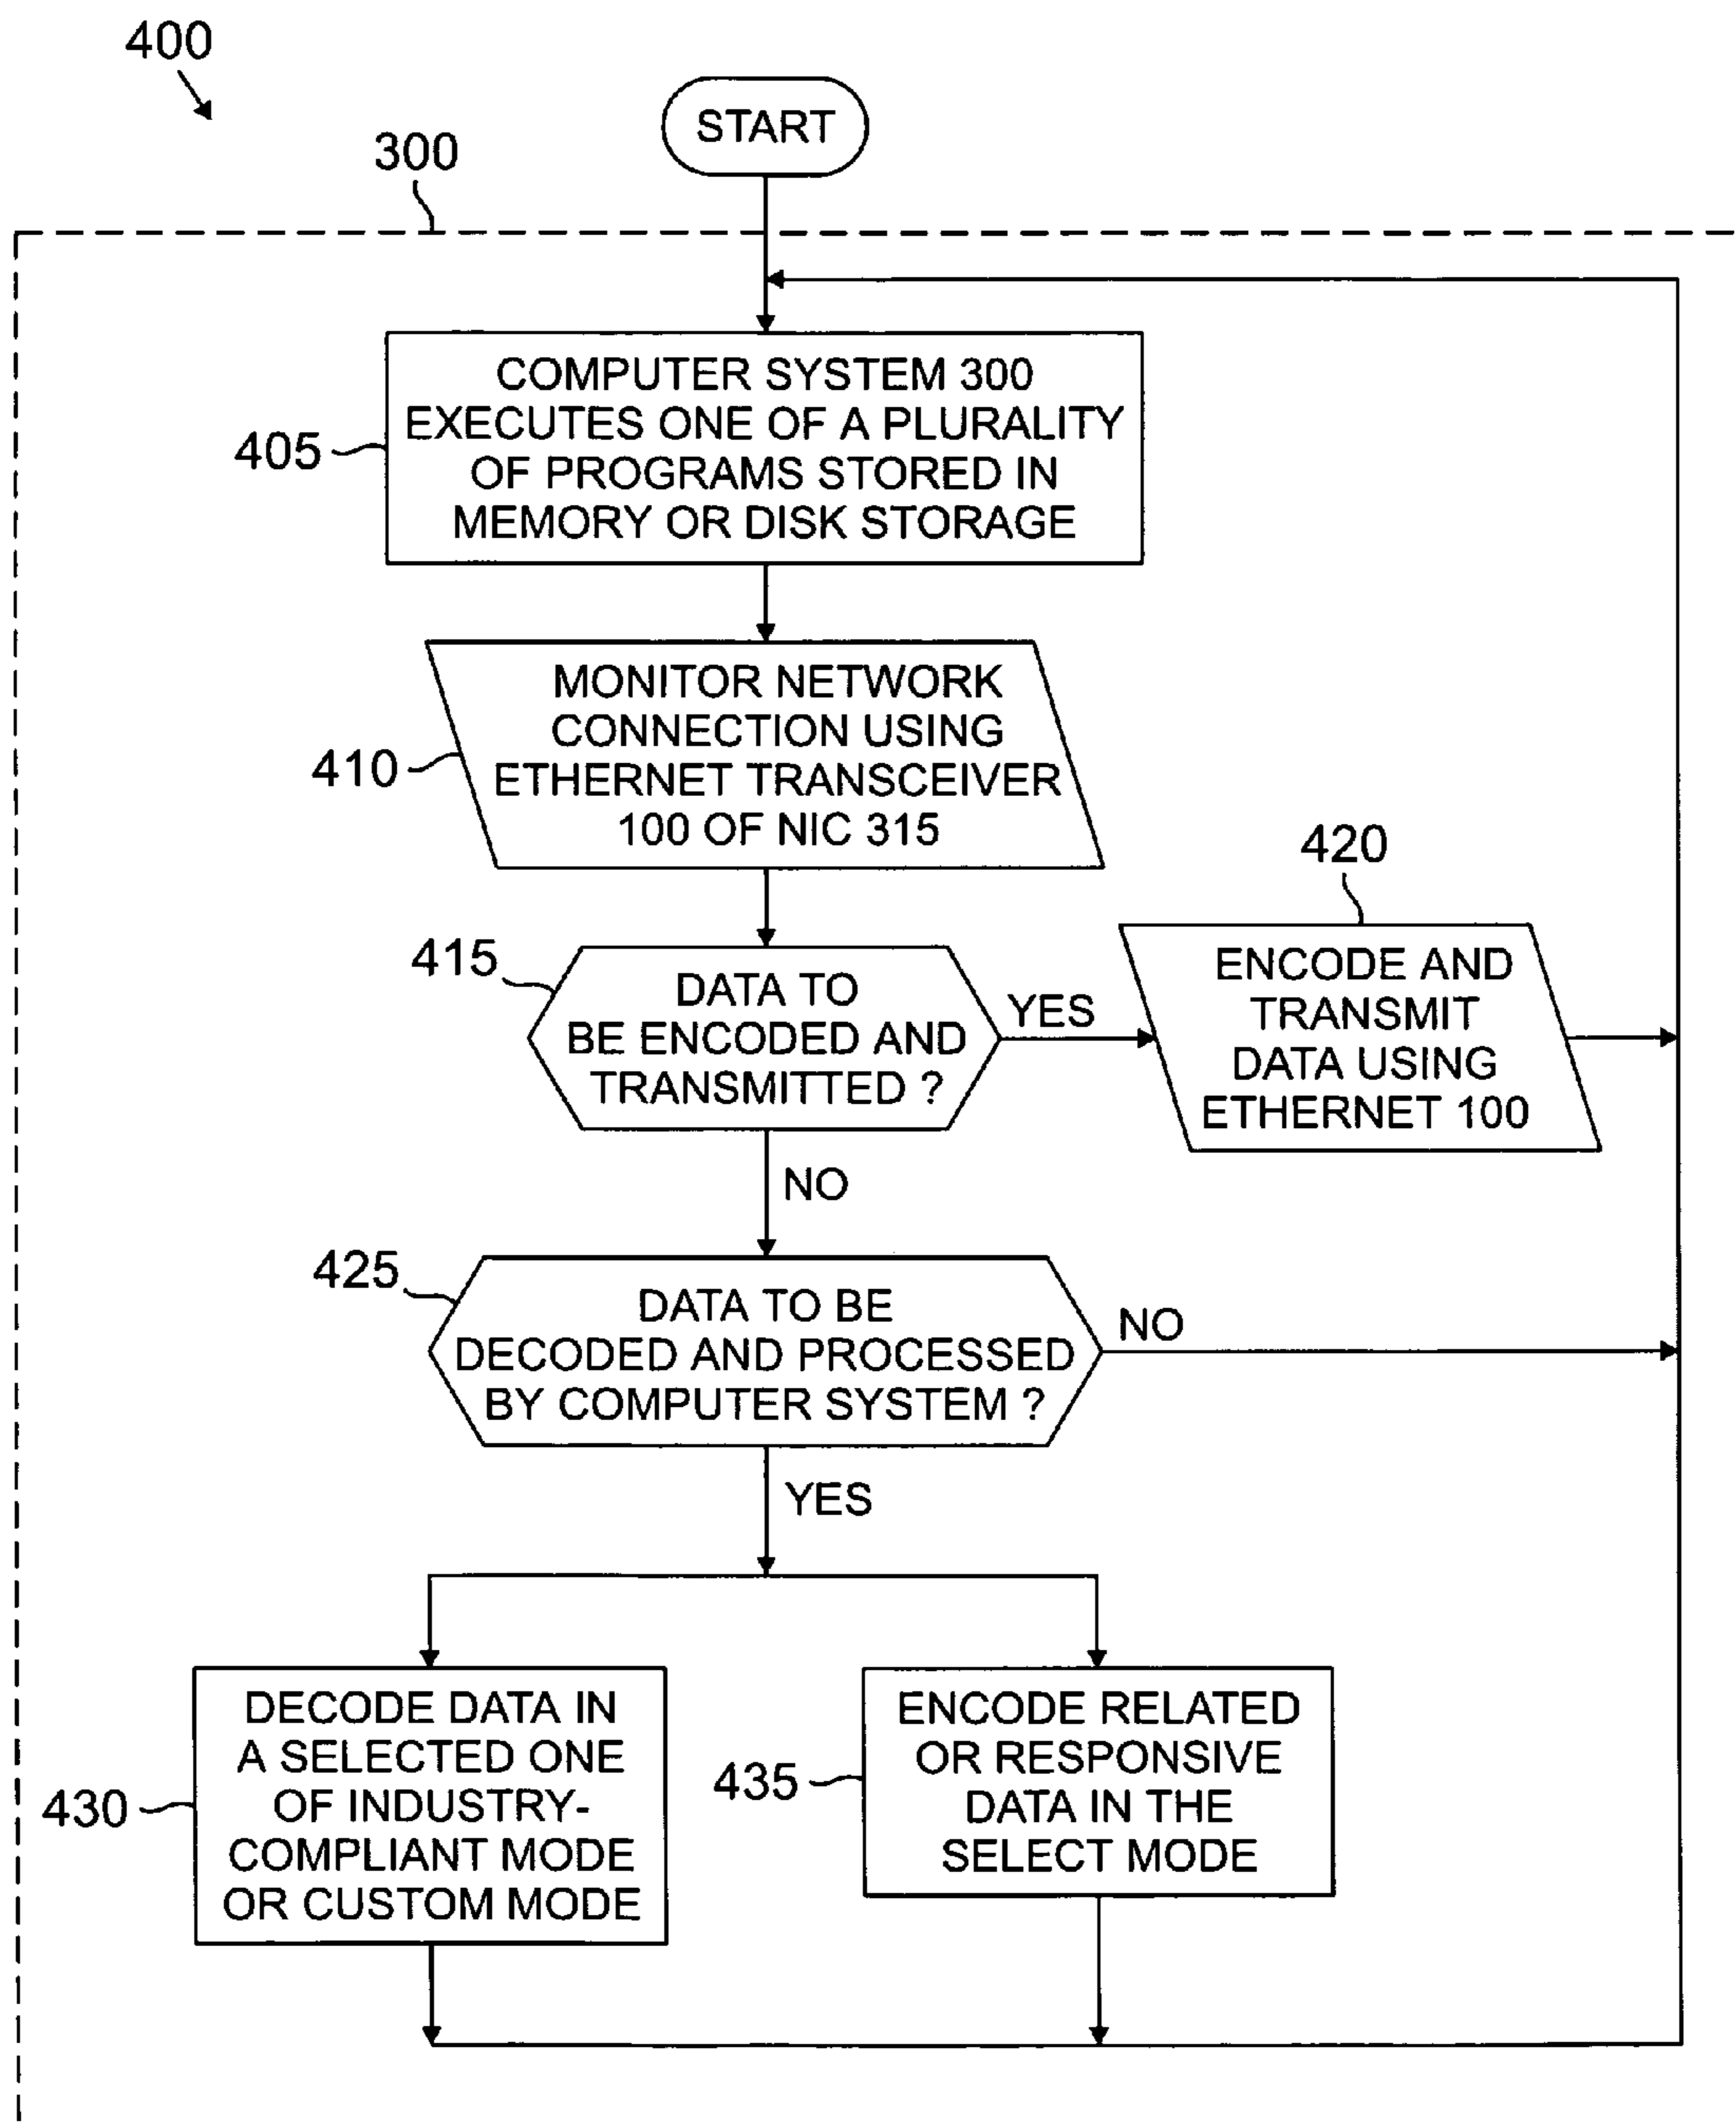 400
START
300
COMPUTER SYSTEM 300
EXECUTES ONE OF A PLURALITY
OF PROGRAMS STORED IN
MEMORY OR DISK STORAGE
405
MONITOR NETWORK
CONNECTION USING
ETHERNET TRANSCEIVER
100 OF NIC 315
410
415
DATA TO
BE ENCODED AND
TRANSMITTED ?
YES
420
ENCODE AND
TRANSMIT
DATA USING
ETHERNET 100
NO
425
DATA TO BE
DECODED AND PROCESSED
BY COMPUTER SYSTEM ?
NO
YES
430
DECODE DATA IN
A SELECTED ONE
OF INDUSTRY-
COMPLIANT MODE
OR CUSTOM MODE
435
ENCODE RELATED
OR RESPONSIVE
DATA IN THE
SELECT MODE